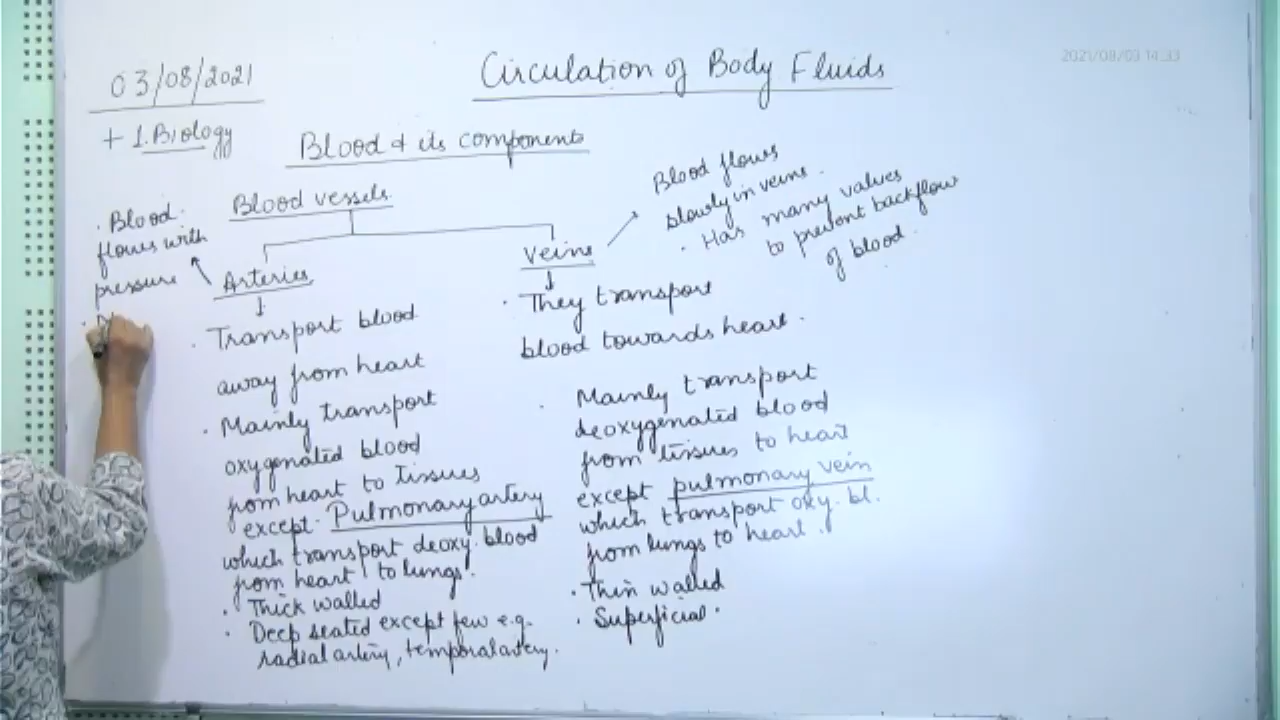 03/08/2021
Circulation of Body Fluids
2021/08/03 14:33
+ 1. Biology
Blood & its components
Blood vessels
. Blood
flows with
pressure
Arteries
. Transport blood
away from heart
. Mainly transport
oxygenated blood
from heart to tissues
except. Pulmonary artery
which transport deoxy. blood
from heart to lungs.
. Thick walled
. Deep seated except few e.g.
radial artery, temporal artery.
Veins
Blood flows
slowly in veins.
. Has many valves
to prevent backflow
of blood.
. They transport
blood towards heart.
. Mainly transport
deoxygenated blood
from tissues to heart
except pulmonary vein
which transport oxy. bl.
from lungs to heart.
. Thin walled
. Superficial.